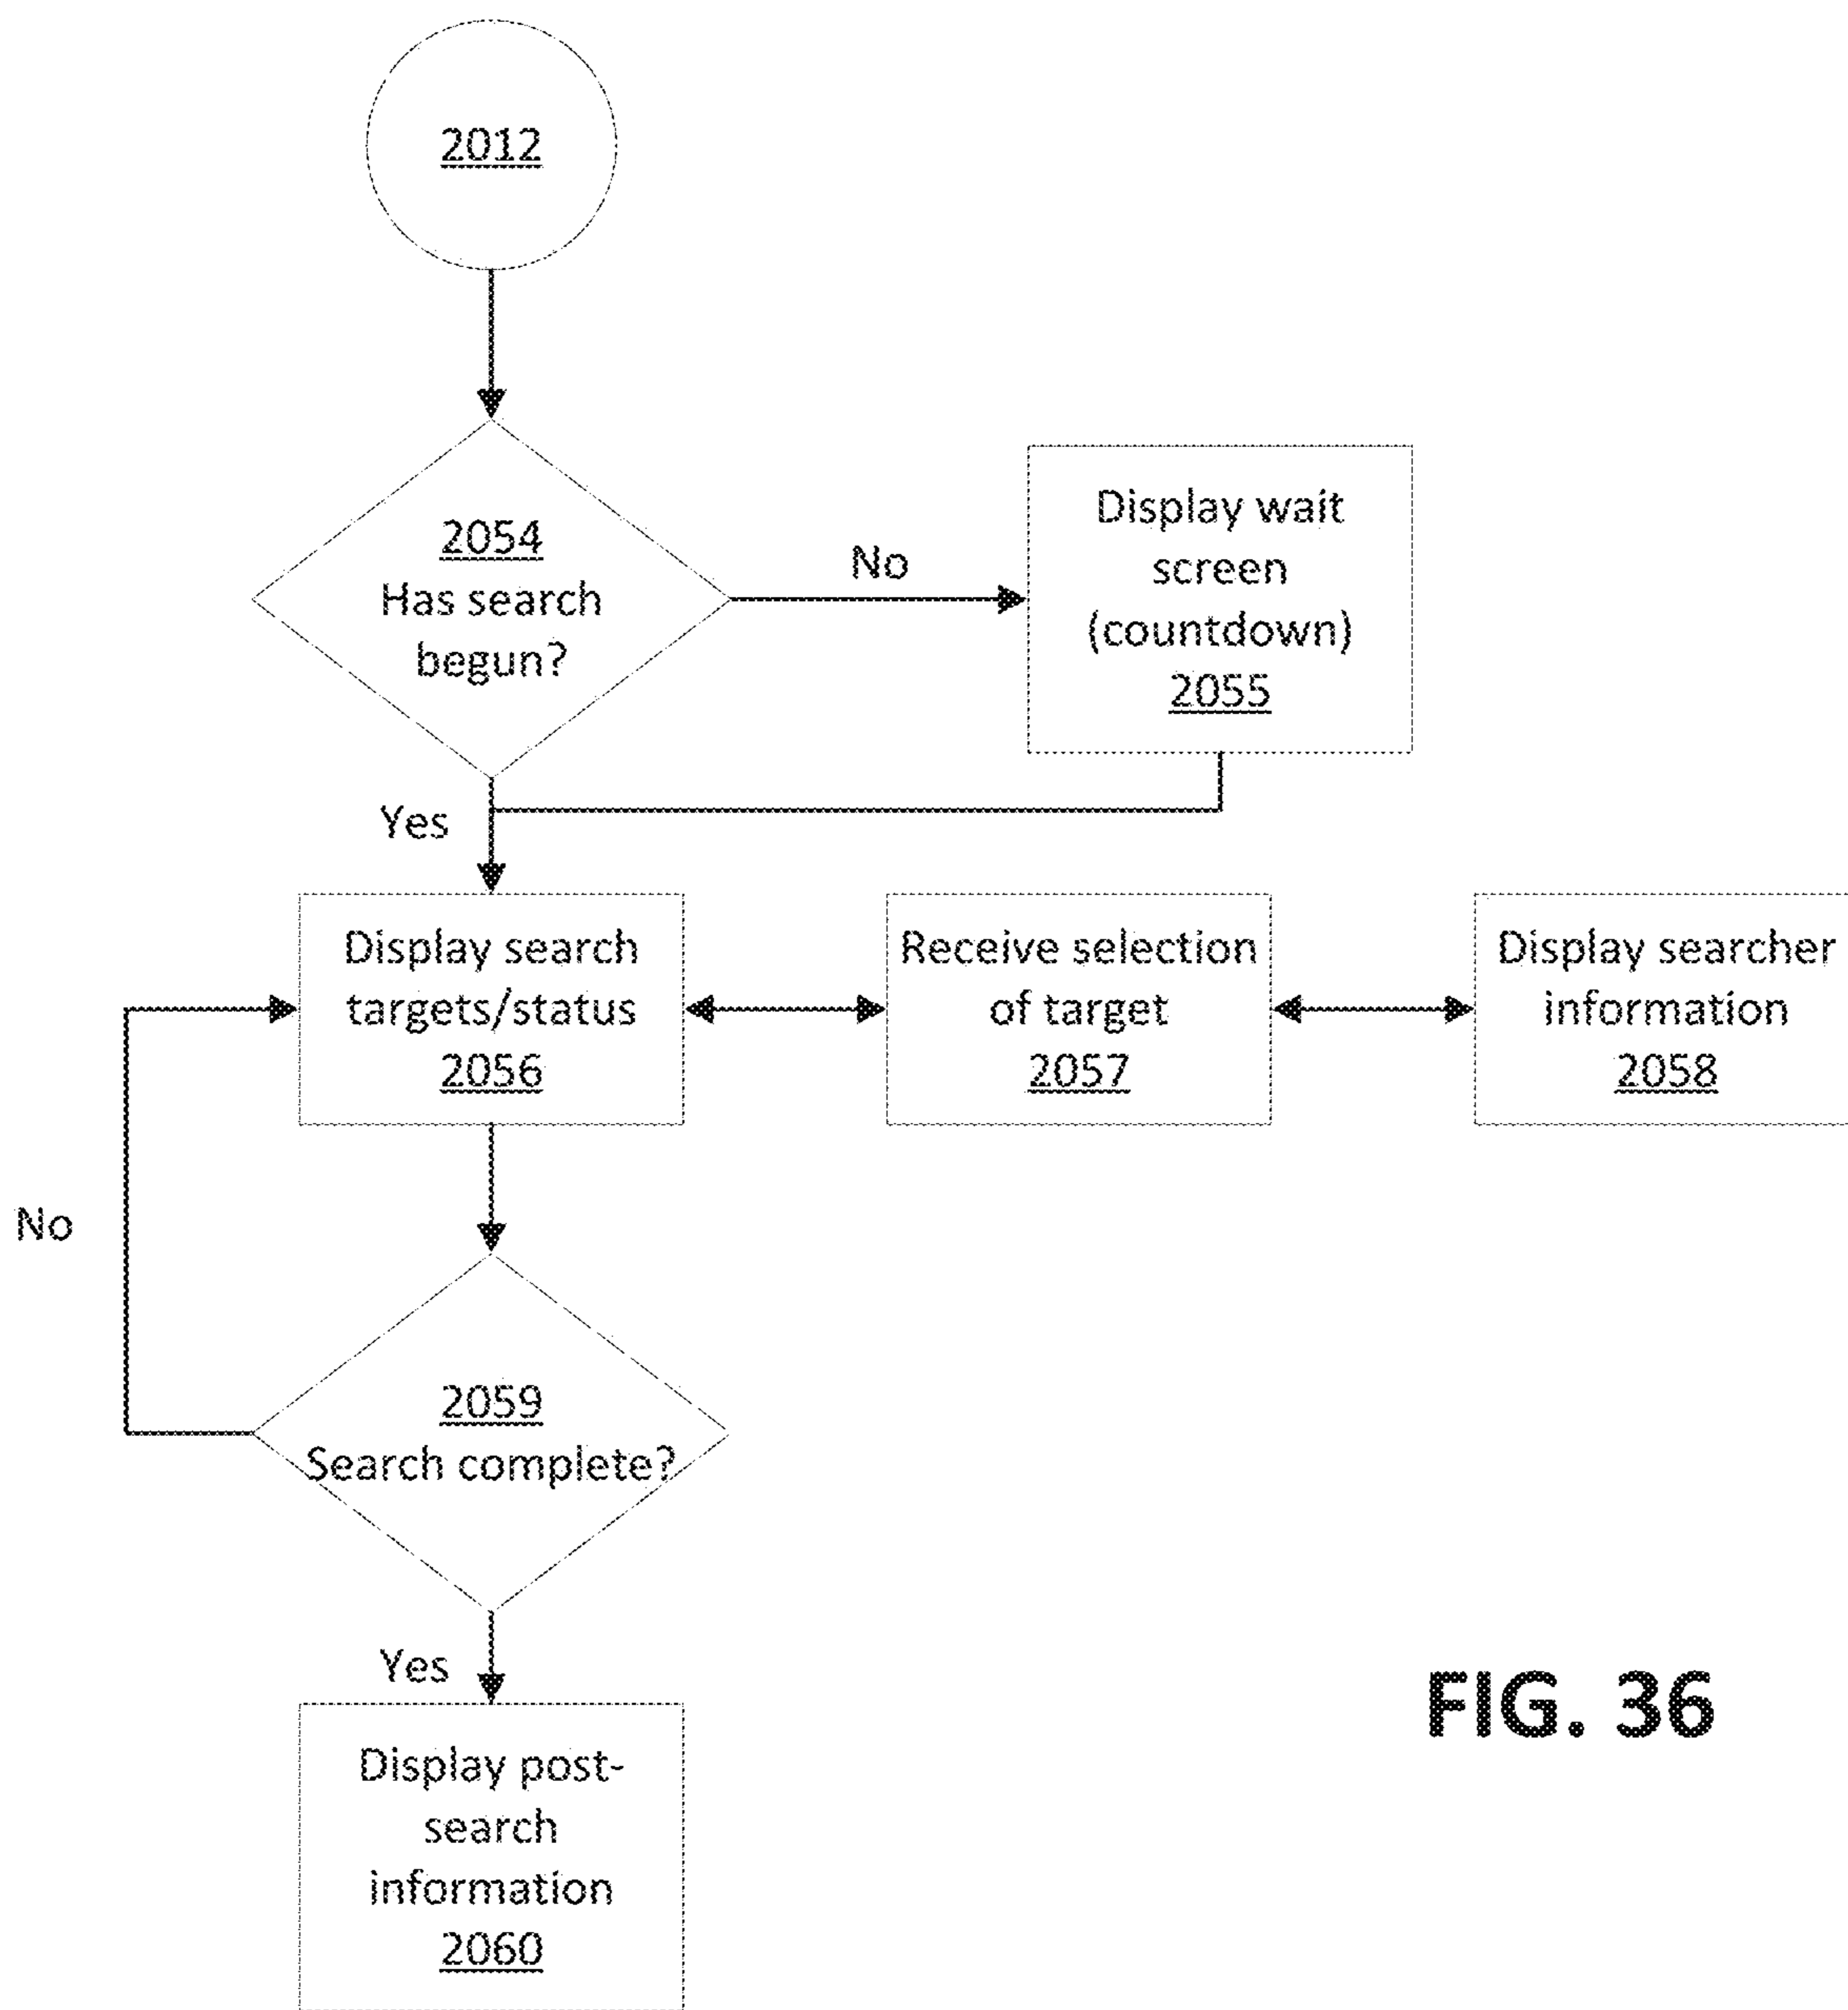 2012
2054
Has search
begun?
No
Display wait
screen
(countdown)
2055
Yes
Display search
targets/status
2056
Receive selection
of target
2057
Display searcher
information
2058
No
2059
Search complete?
Yes
Display post-
search
information
2060
FIG. 36